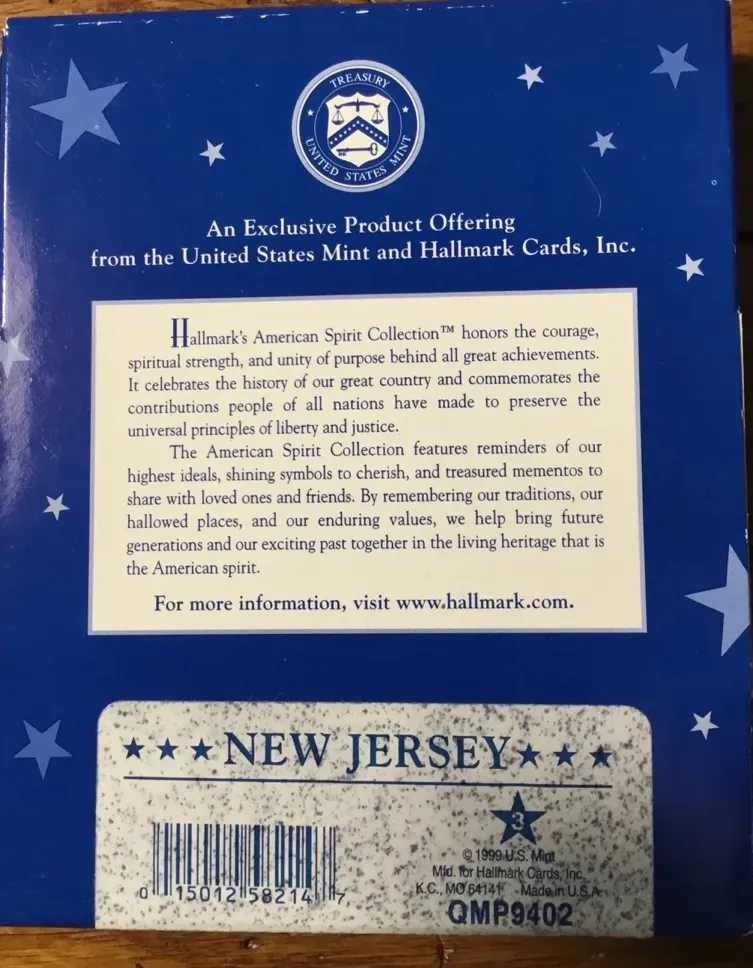 TREASURY
UNITED STATES MINT
An Exclusive Product Offering
from the United States Mint and Hallmark Cards, Inc.
Hallmark's American Spirit Collection™ honors the courage,
spiritual strength, and unity of purpose behind all great achievements.
It celebrates the history of our great country and commemorates the
contributions people of all nations have made to preserve the
universal principles of liberty and justice.
The American Spirit Collection features reminders of our
highest ideals, shining symbols to cherish, and treasured mementos to
share with loved ones and friends. By remembering our traditions, our
hallowed places, and our enduring values, we help bring future
generations and our exciting past together in the living heritage that is
the American spirit.
For more information, visit www.hallmark.com.
★★★NEW JERSEY★★★
3
© 1999 U.S. Mint
Mfd. for Hallmark Cards, Inc.
K.C., MO 64141 Made in U.S.A.
QMP9402
0 15012 58214 7